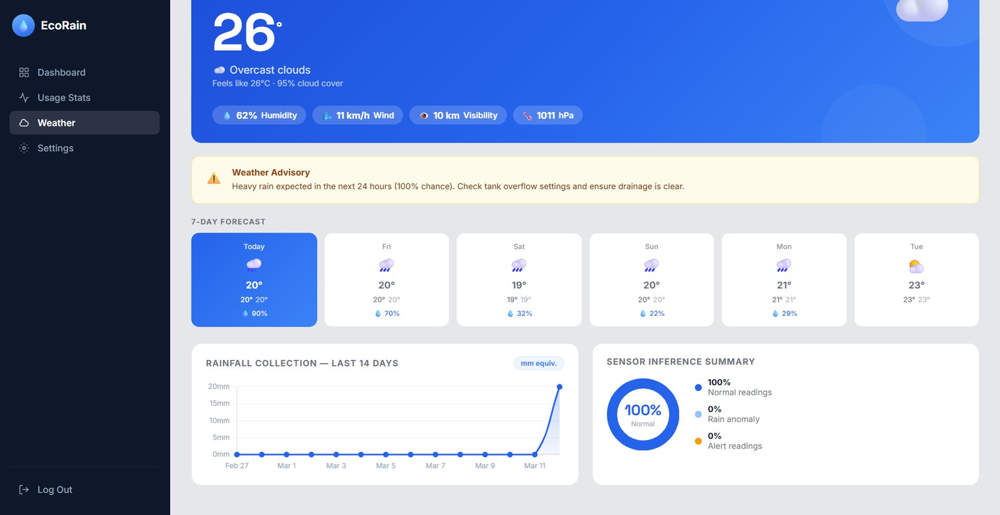 EcoRain
Dashboard
Usage Stats
Weather
Settings
Log Out
26°
Overcast clouds
Feels like 26°C · 95% cloud cover
62% Humidity
11 km/h Wind
10 km Visibility
1011 hPa
Weather Advisory
Heavy rain expected in the next 24 hours (100% chance). Check tank overflow settings and ensure drainage is clear.
7-DAY FORECAST
Today
20°
20° 20°
90%
Fri
20°
20° 20°
70%
Sat
19°
19° 19°
32%
Sun
20°
20° 20°
22%
Mon
21°
21° 21°
29%
Tue
23°
23° 23°
RAINFALL COLLECTION — LAST 14 DAYS
mm equiv.
20mm
15mm
10mm
5mm
0mm
Feb 27 Mar 1 Mar 3 Mar 5 Mar 7 Mar 9 Mar 11
SENSOR INFERENCE SUMMARY
100%
Normal
100%
Normal readings
0%
Rain anomaly
0%
Alert readings